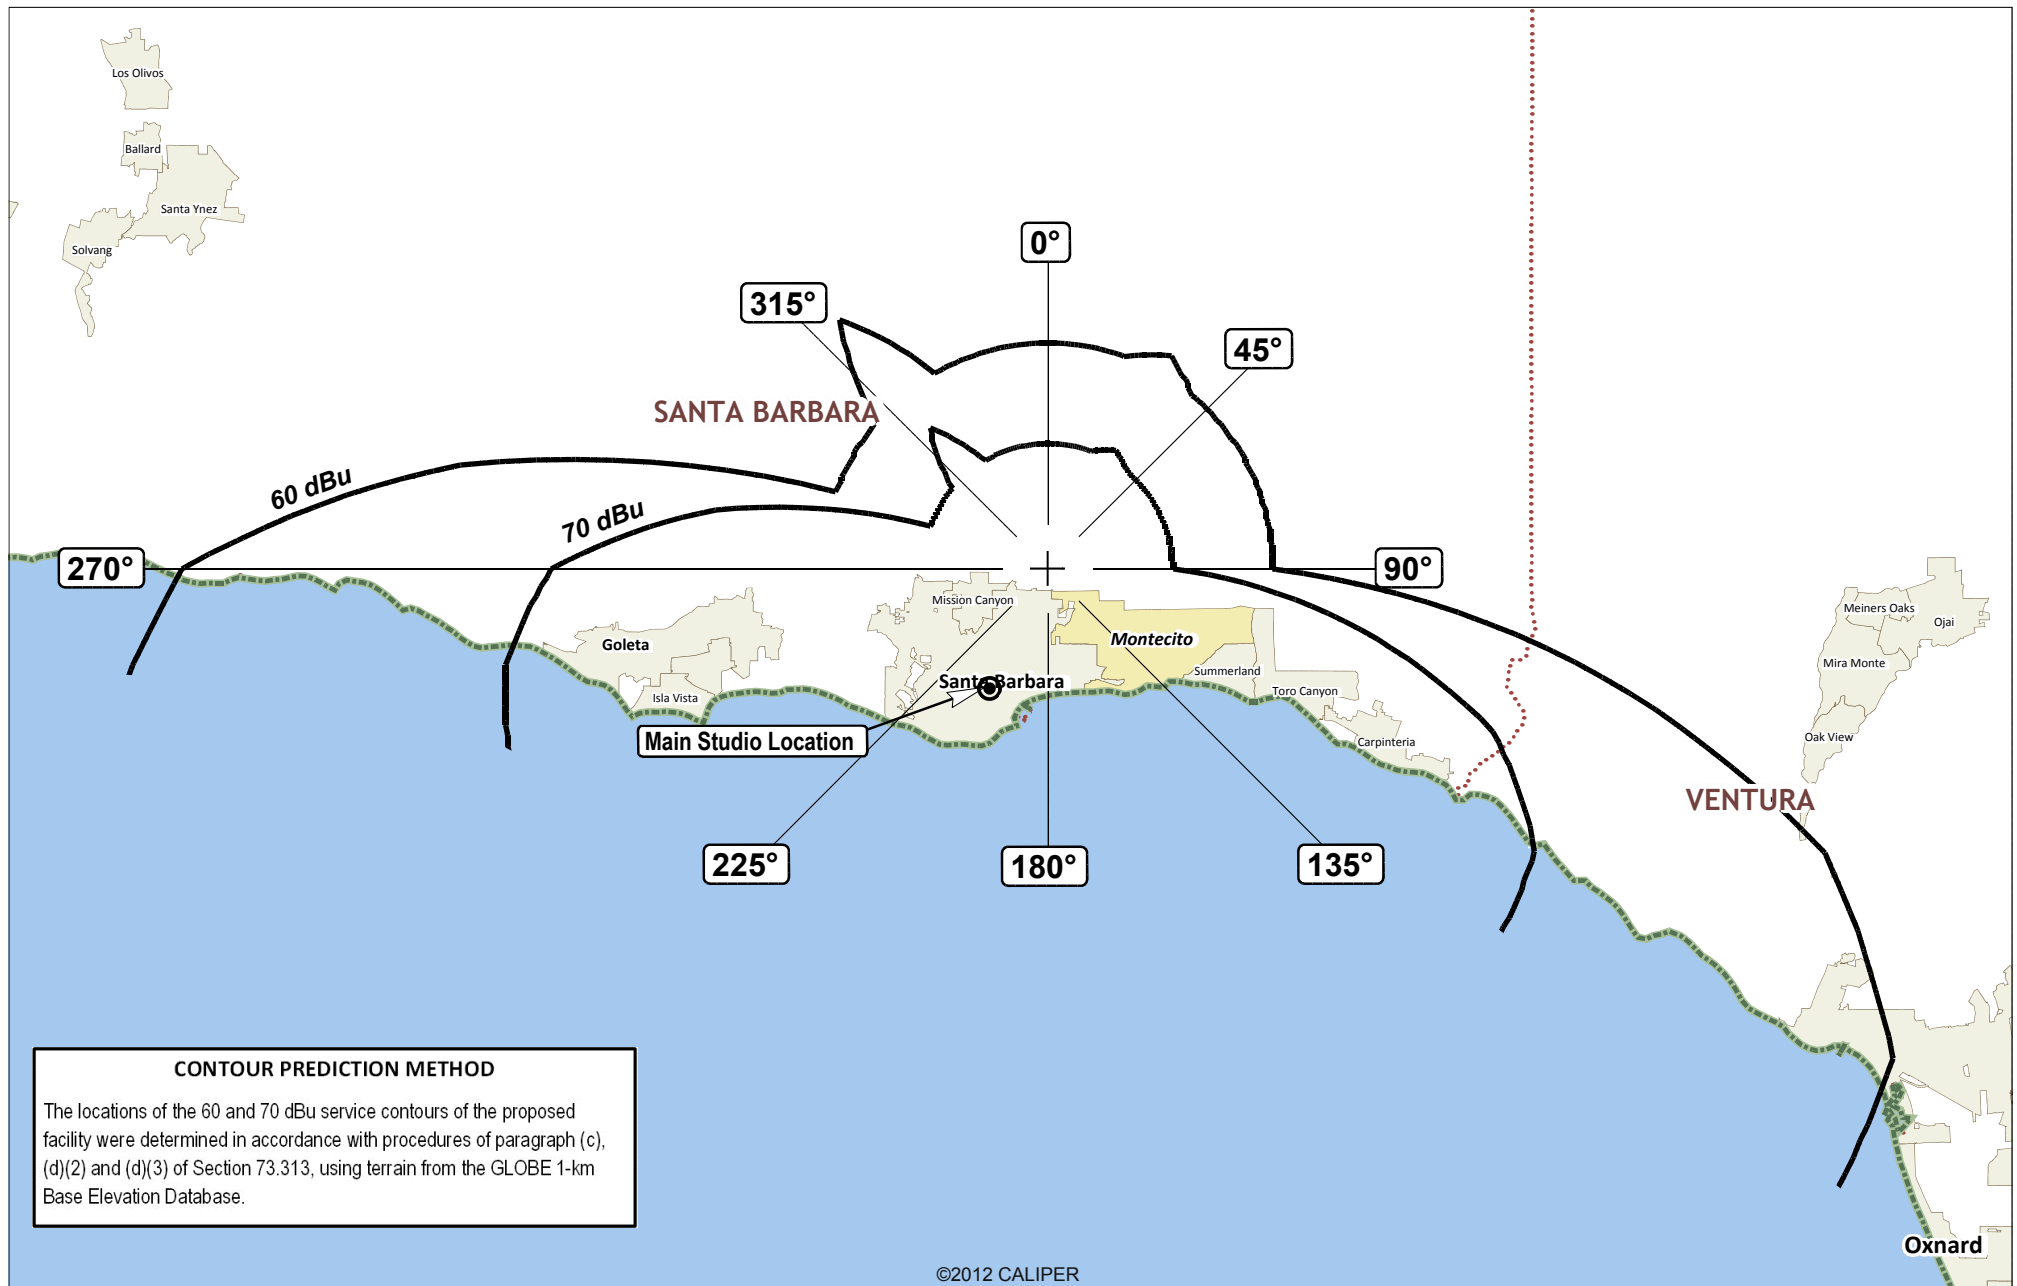 Los Olivos
Ballard
Santa Ynez
Solvang
0°
315°
45°
SANTA BARBARA
60 dBu
70 dBu
270°
90°
Mission Canyon
Goleta
Montecito
Isla Vista
Santa Barbara
Summerland
Toro Canyon
Main Studio Location
Carpinteria
Meiners Oaks
Ojai
Mira Monte
Oak View
VENTURA
225°
180°
135°
CONTOUR PREDICTION METHOD
The locations of the 60 and 70 dBu service contours of the proposed
facility were determined in accordance with procedures of paragraph (c),
(d)(2) and (d)(3) of Section 73.313, using terrain from the GLOBE 1-km
Base Elevation Database.
Oxnard
©2012 CALIPER